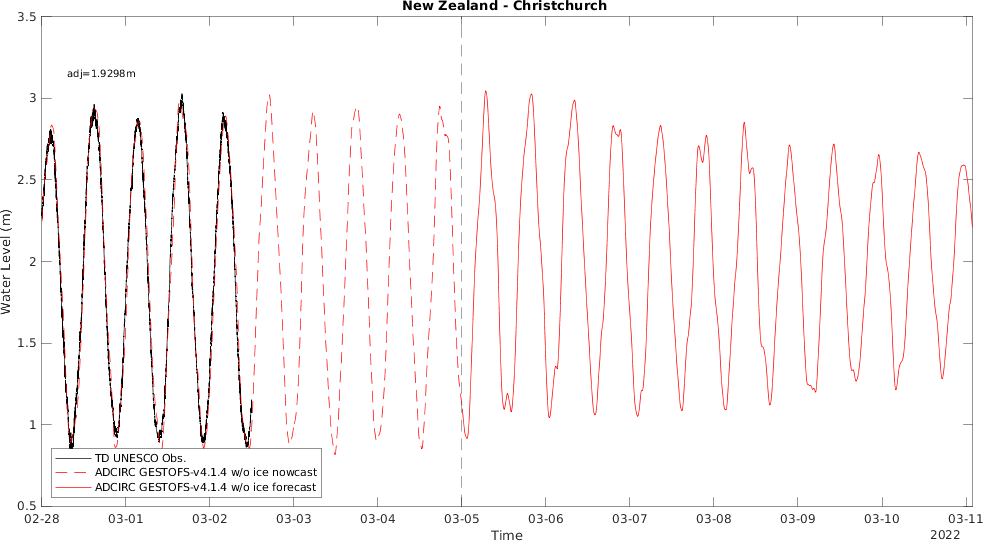 New Zealand - Christchurch
adj=1.9298m
Water Level (m)
3.5
3
2.5
2
1.5
1
0.5
TD UNESCO Obs.
ADCIRC GESTOFS-v4.1.4 w/o ice nowcast
ADCIRC GESTOFS-v4.1.4 w/o ice forecast
02-28 03-01 03-02 03-03 03-04 03-05 03-06 03-07 03-08 03-09 03-10 03-11
Time
2022